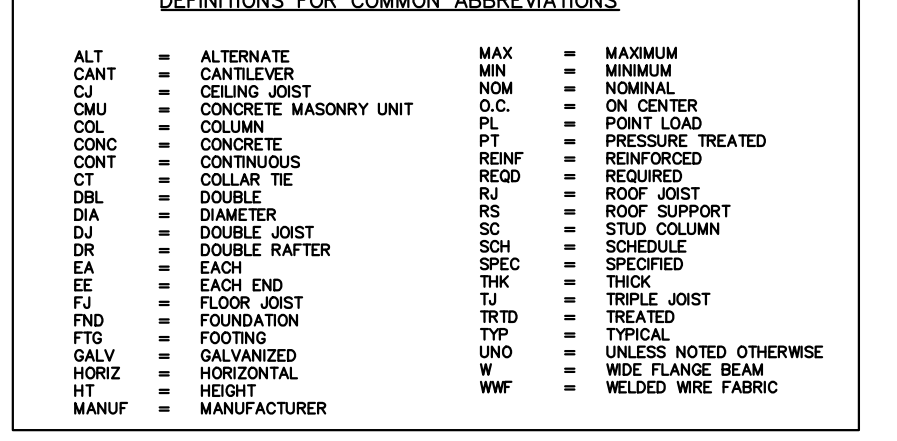 DEFINITIONS FOR COMMON ABBREVIATIONS
ALT = ALTERNATE
CANT = CANTILEVER
CJ = CEILING JOIST
CMU = CONCRETE MASONRY UNIT
COL = COLUMN
CONC = CONCRETE
CONT = CONTINUOUS
CT = COLLAR TIE
DBL = DOUBLE
DIA = DIAMETER
DJ = DOUBLE JOIST
DR = DOUBLE RAFTER
EA = EACH
EE = EACH END
FJ = FLOOR JOIST
FND = FOUNDATION
FTG = FOOTING
GALV = GALVANIZED
HORIZ = HORIZONTAL
HT = HEIGHT
MANUF = MANUFACTURER
MAX = MAXIMUM
MIN = MINIMUM
NOM = NOMINAL
O.C. = ON CENTER
PL = POINT LOAD
PT = PRESSURE TREATED
REINF = REINFORCED
REQD = REQUIRED
RJ = ROOF JOIST
RS = ROOF SUPPORT
SC = STUD COLUMN
SCH = SCHEDULE
SPEC = SPECIFIED
THK = THICK
TJ = TRIPLE JOIST
TRTD = TREATED
TYP = TYPICAL
UNO = UNLESS NOTED OTHERWISE
W = WIDE FLANGE BEAM
WWF = WELDED WIRE FABRIC